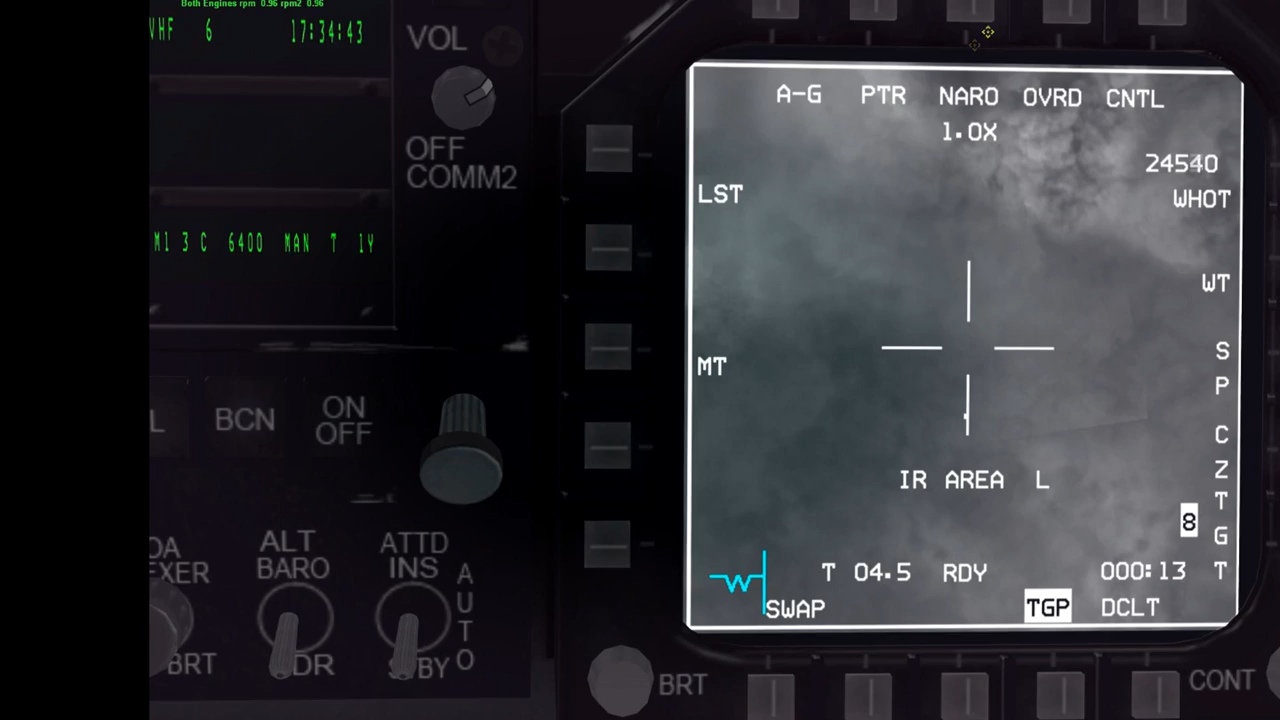 Both Engines rpm 0.96 rpm2 0.96
VHF 6 17:34:43
VOL
OFF
COMM2
M1 3 C 6400 MAN T 1Y
L BCN ON
OFF
ALT
BARO
RDR
BRT
ATTD
INS
S/BY
AUTO
A-G PTR NARO OVRD CNTL
1.0X
24540
LST WHOT
WT
MT
S
P
C
Z
T
G
T
IR AREA L
8
T 04.5 RDY 000:13
SWAP TGP DCLT
BRT
CONT